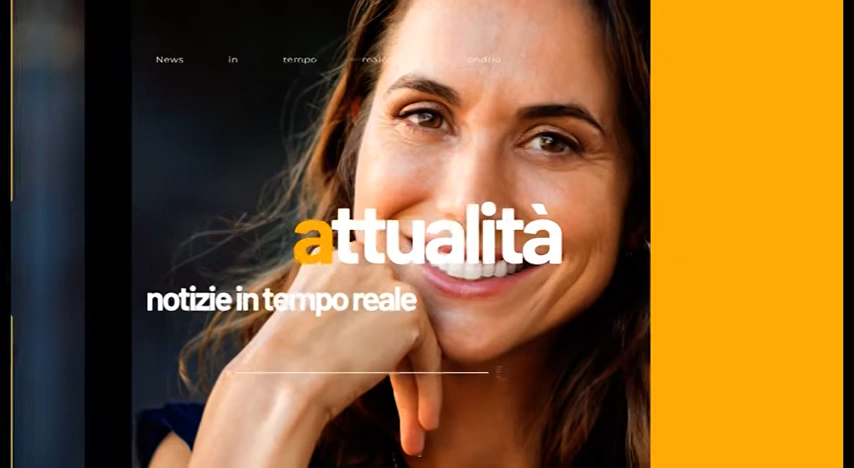 News in tempo
attualità
notizie in tempo reale